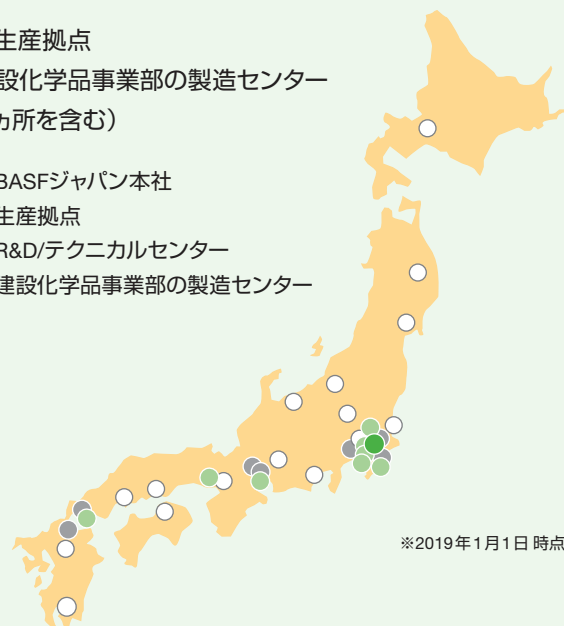 生産拠点
設化学品事業部の製造センター
所を含む）
BASFジャパン本社
生産拠点
R&D/テクニカルセンター
建設化学品事業部の製造センター
※2019年1月1日 時点